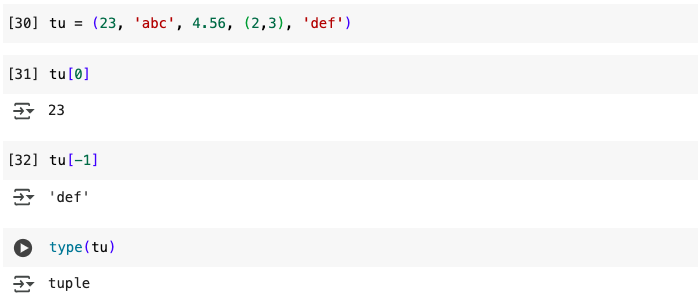 [30] tu = (23, 'abc', 4.56, (2,3), 'def')
[31] tu[0]
23
[32] tu[-1]
'def'
type(tu)
tuple